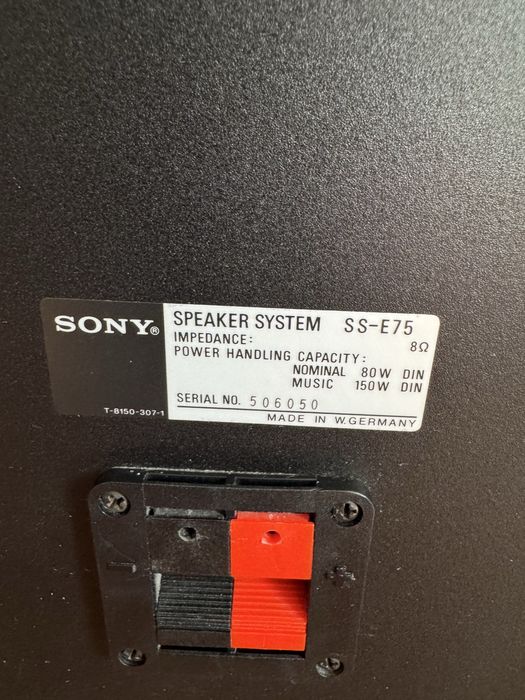 SONY®
SPEAKER SYSTEM SS-E75
IMPEDANCE: 8Ω
POWER HANDLING CAPACITY:
NOMINAL 80W DIN
MUSIC 150W DIN
SERIAL NO. 506050
T-8150-307-1
MADE IN W.GERMANY
- +